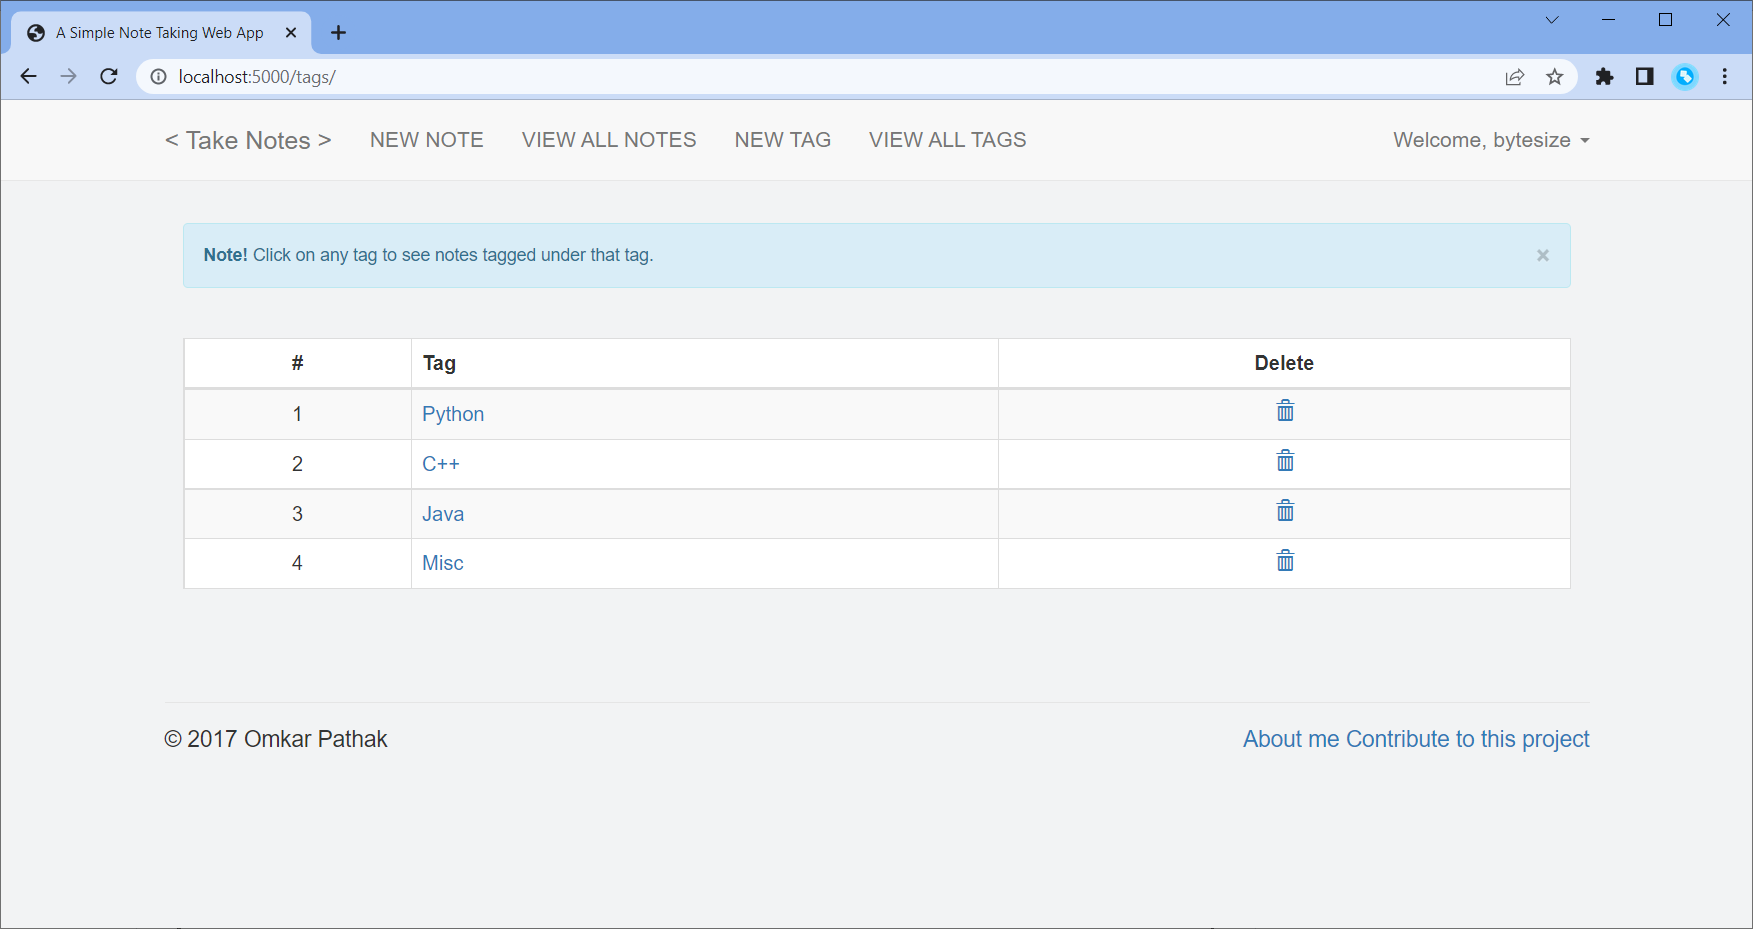 A Simple Note Taking Web App
localhost:5000/tags/
< Take Notes > NEW NOTE VIEW ALL NOTES NEW TAG VIEW ALL TAGS Welcome, bytesize
Note! Click on any tag to see notes tagged under that tag. ×
# Tag Delete
1 Python
2 C++
3 Java
4 Misc
© 2017 Omkar Pathak About me Contribute to this project